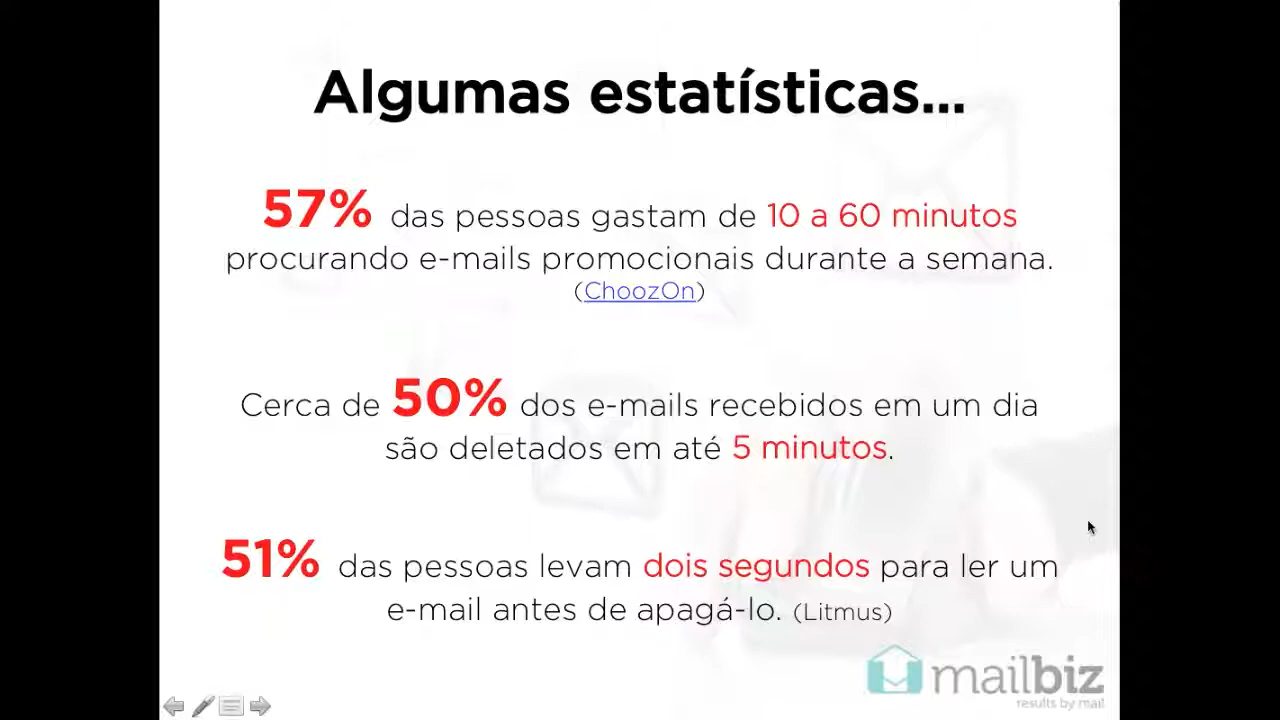 Algumas estatísticas...
57% das pessoas gastam de 10 a 60 minutos
procurando e-mails promocionais durante a semana.
(ChoozOn)
Cerca de 50% dos e-mails recebidos em um dia
são deletados em até 5 minutos.
51% das pessoas levam dois segundos para ler um
e-mail antes de apagá-lo. (Litmus)
mailbiz
results by mail